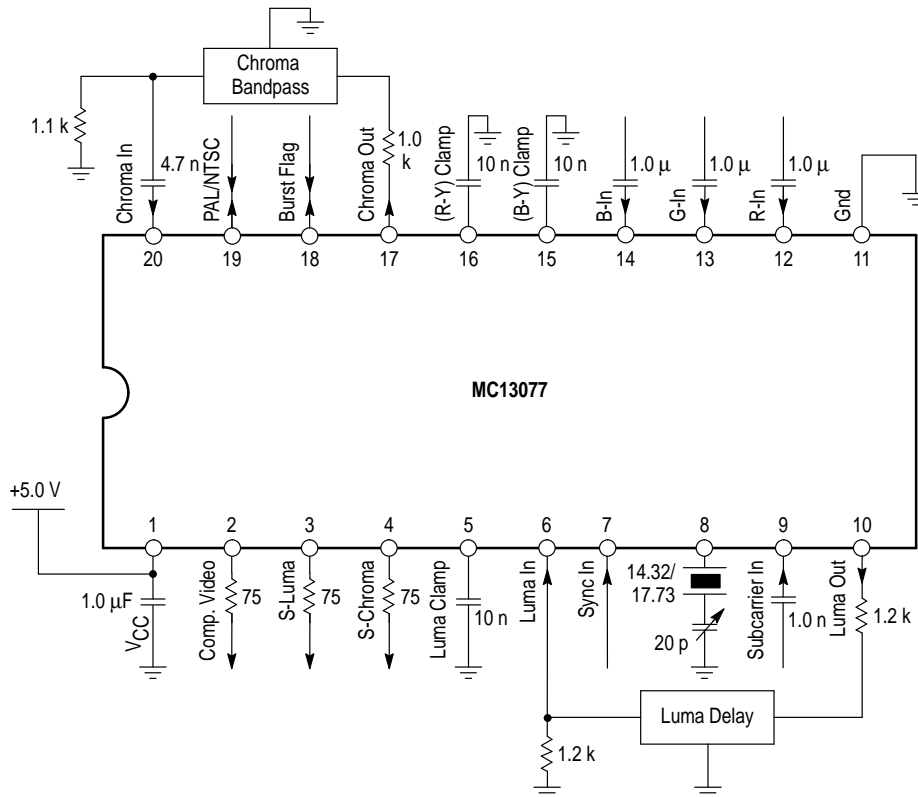 Chroma
Bandpass
1.1 k
4.7 n
Chroma In
PAL/NTSC
Burst Flag
Chroma Out
1.0
k
(R-Y) Clamp
10 n
(B-Y) Clamp
10 n
B-In
1.0 μ
G-In
1.0 μ
R-In
1.0 μ
Gnd
20
19
18
17
16
15
14
13
12
11
MC13077
+5.0 V
1
2
3
4
5
6
7
8
9
10
1.0 μF
VCC
Comp. Video
75
S-Luma
75
S-Chroma
75
Luma Clamp
10 n
Luma In
Sync In
14.32/
17.73
20 p
Subcarrier In
1.0 n
Luma Out
1.2 k
Luma Delay
1.2 k